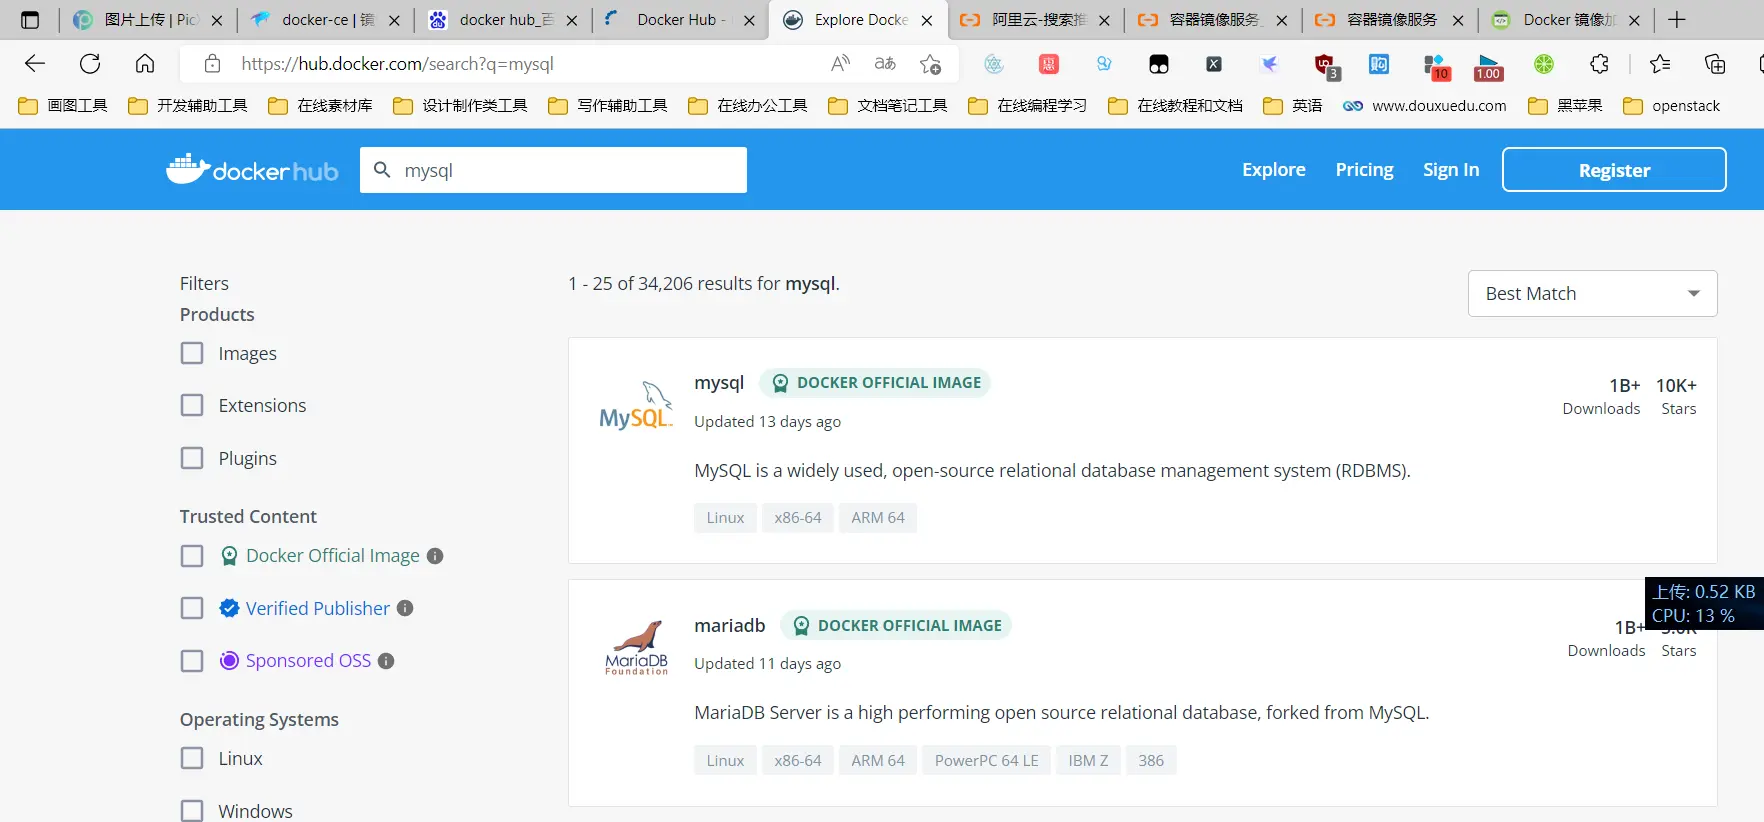 图片上传 | Pic
docker-ce | 镜
docker hub_百
Docker Hub -
Explore Docke
阿里云-搜索推
容器镜像服务_
容器镜像服务
Docker 镜像加
https://hub.docker.com/search?q=mysql
3
10
1.00
画图工具
开发辅助工具
在线素材库
设计制作类工具
写作辅助工具
在线办公工具
文档笔记工具
在线编程学习
在线教程和文档
英语
www.douxuedu.com
黑苹果
openstack
docker hub
mysql
Explore
Pricing
Sign In
Register
Filters
Products
Images
Extensions
Plugins
Trusted Content
Docker Official Image
Verified Publisher
Sponsored OSS
Operating Systems
Linux
Windows
1 - 25 of 34,206 results for mysql.
Best Match
MySQL
mysql DOCKER OFFICIAL IMAGE
Updated 13 days ago
1B+ 10K+
Downloads Stars
MySQL is a widely used, open-source relational database management system (RDBMS).
Linux x86-64 ARM 64
MariaDB
Foundation
mariadb DOCKER OFFICIAL IMAGE
Updated 11 days ago
1B+
Downloads Stars
MariaDB Server is a high performing open source relational database, forked from MySQL.
Linux x86-64 ARM 64 PowerPC 64 LE IBM Z 386
上传: 0.52 KB
CPU: 13 %